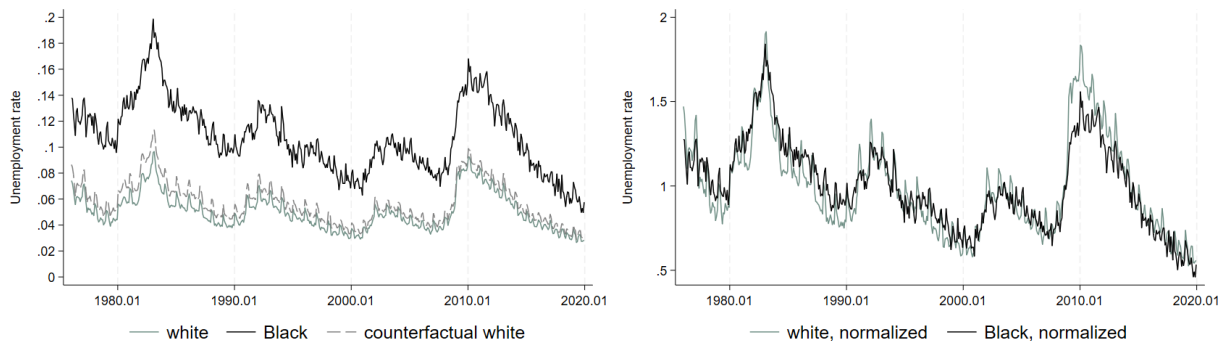 Unemployment rate
.2
.18
.16
.14
.12
.1
.08
.06
.04
.02
0
1980.01 1990.01 2000.01 2010.01 2020.01
white Black counterfactual white
Unemployment rate
2
1.5
1
.5
1980.01 1990.01 2000.01 2010.01 2020.01
white, normalized Black, normalized